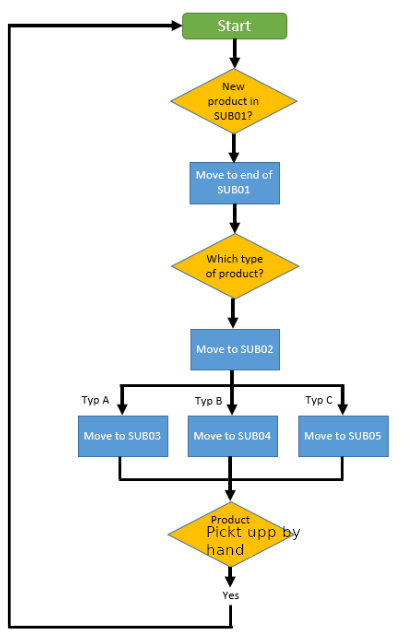 Start
New
product in
SUB01?
Move to end of
SUB01
Which type
of product?
Move to SUB02
Typ A
Typ B
Typ C
Move to SUB03
Move to SUB04
Move to SUB05
Product
Pickt upp by
hand
Yes